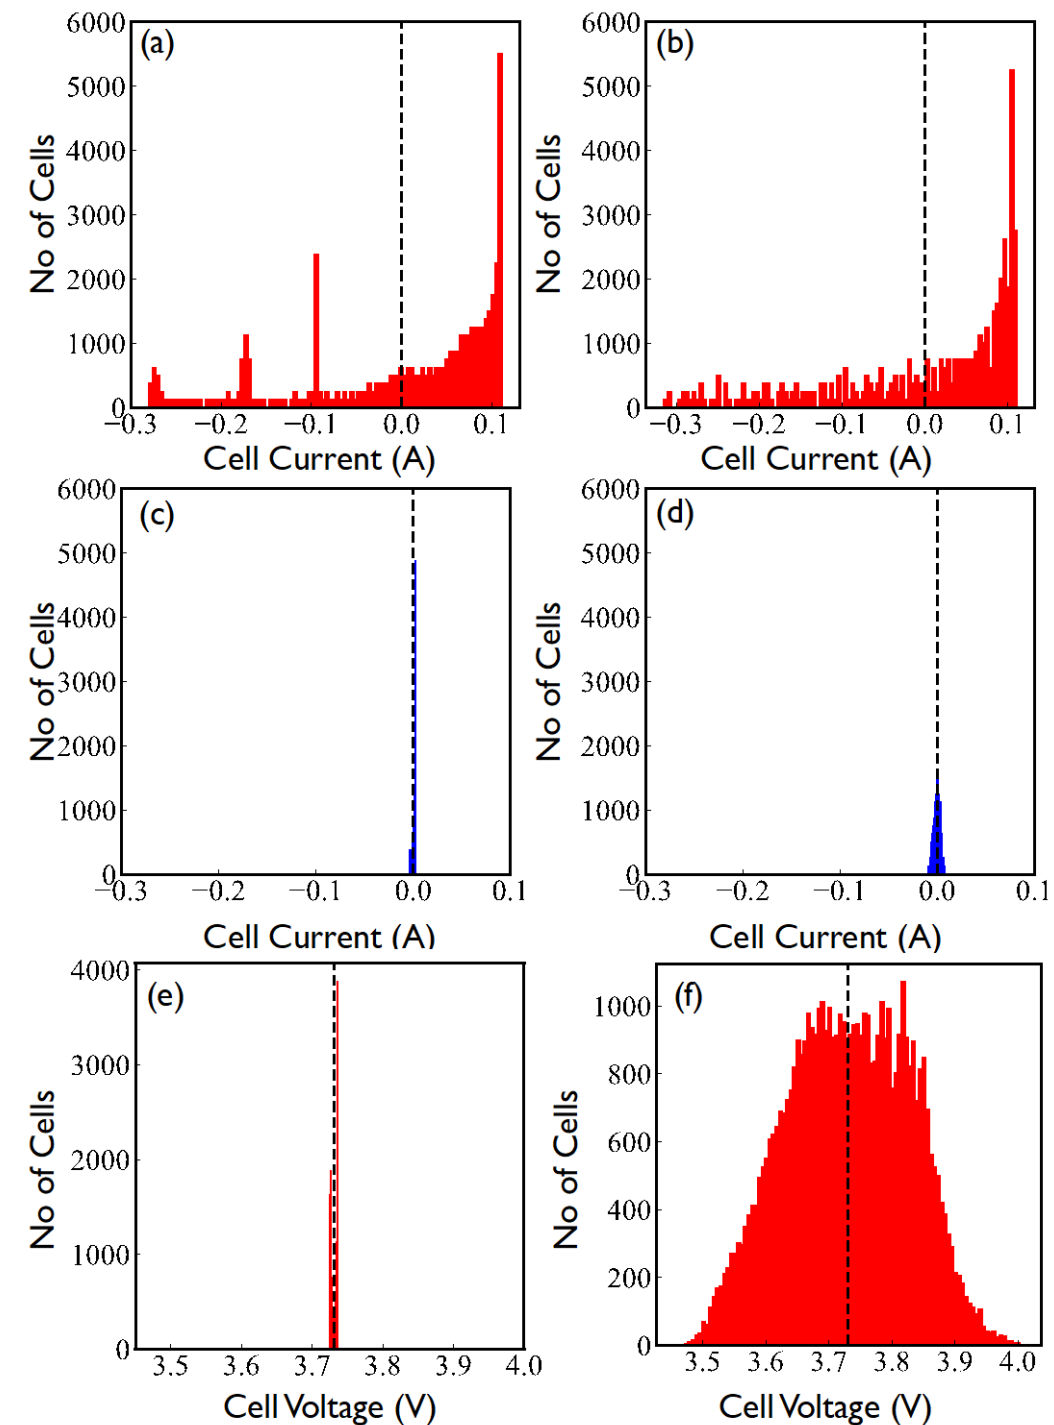 (a)
6000
5000
4000
3000
2000
1000
0
No of Cells
−0.3 −0.2 −0.1 0.0 0.1
Cell Current (A)
(b)
6000
5000
4000
3000
2000
1000
0
No of Cells
−0.3 −0.2 −0.1 0.0 0.1
Cell Current (A)
(c)
6000
5000
4000
3000
2000
1000
0
No of Cells
−0.3 −0.2 −0.1 0.0 0.1
Cell Current (A)
(d)
6000
5000
4000
3000
2000
1000
0
No of Cells
−0.3 −0.2 −0.1 0.0 0.1
Cell Current (A)
(e)
4000
3000
2000
1000
0
No of Cells
3.5 3.6 3.7 3.8 3.9 4.0
Cell Voltage (V)
(f)
1000
800
600
400
200
0
No of Cells
3.5 3.6 3.7 3.8 3.9 4.0
Cell Voltage (V)